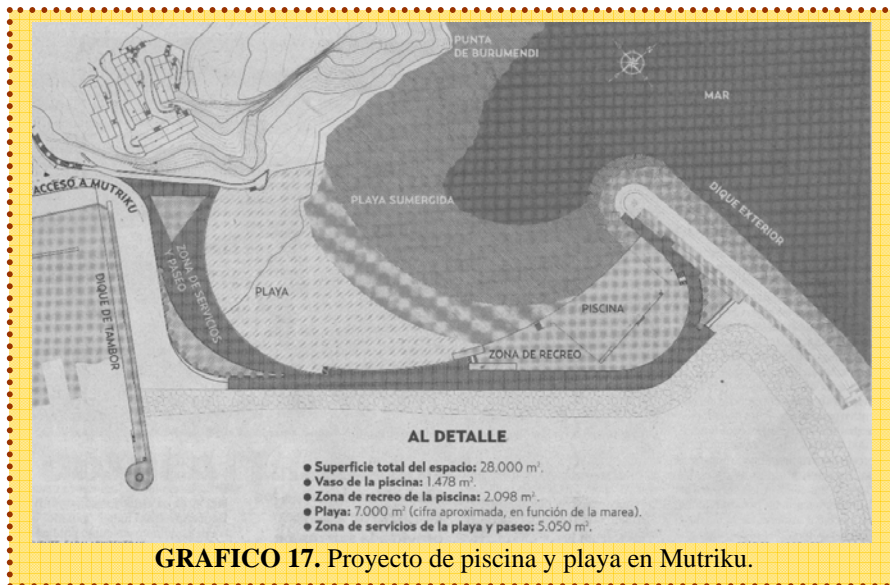 PUNTA
DE BURUMENDI
MAR
ACCESO A MUTRIKU
PLAYA SUMERGIDA
DIQUE EXTERIOR
ZONA DE SERVICIOS
Y PASEO
DIQUE DE TAMBOR
PLAYA
PISCINA
ZONA DE RECREO
AL DETALLE
● Superficie total del espacio: 28.000 m².
● Vaso de la piscina: 1.478 m².
● Zona de recreo de la piscina: 2.098 m².
● Playa: 7.000 m² (cifra aproximada, en función de la marea).
● Zona de servicios de la playa y paseo: 5.050 m².
GRAFICO 17. Proyecto de piscina y playa en Mutriku.